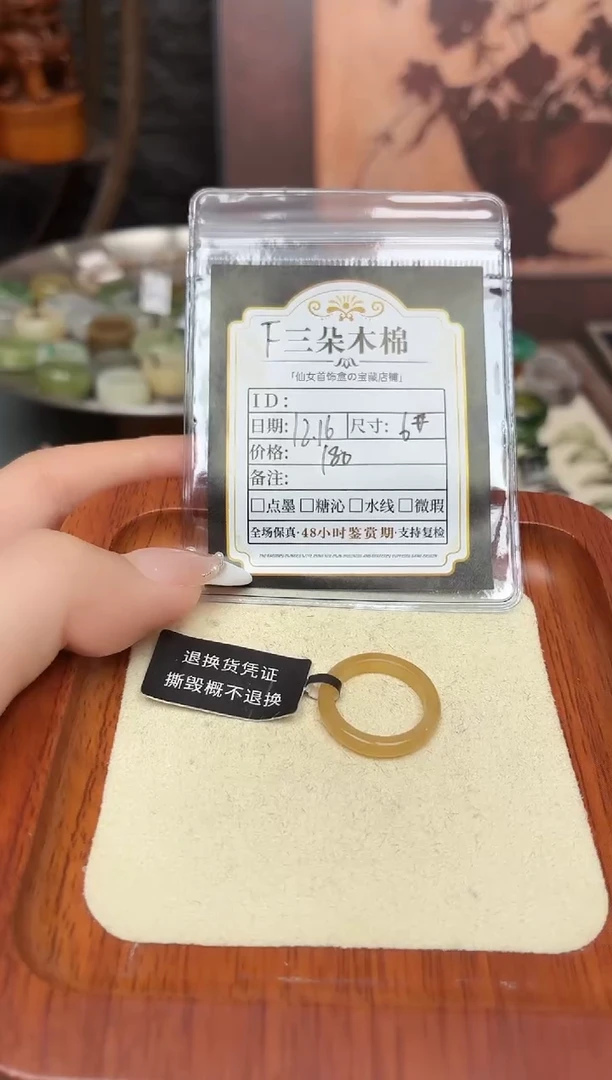 下三朵木棉
「仙女首饰盒の宝藏店铺」
ID:
日期: 12.16 尺寸: 6#
价格: 180
备注:
□点墨 □糖沁 □水线 □微瑕
全场保真·48小时鉴赏期·支持复检
退换货凭证
撕毁概不退换